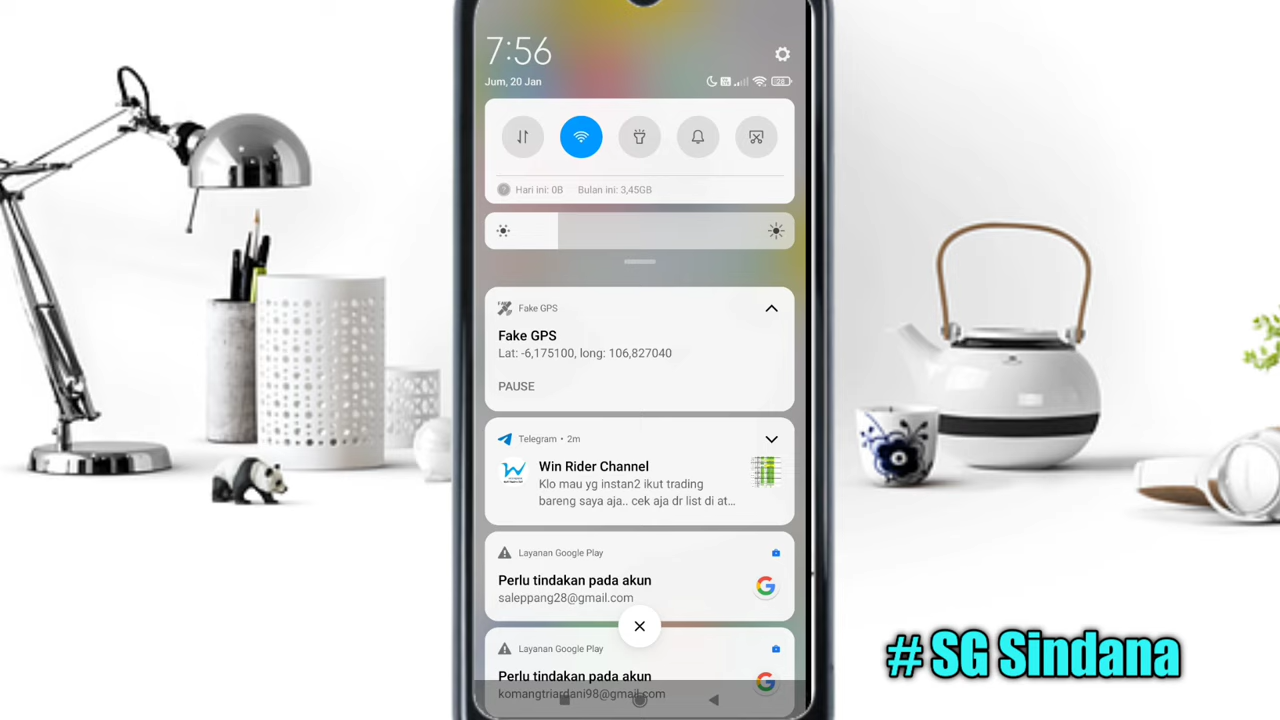 7:56
Jum, 20 Jan
Hari ini: 0B Bulan ini: 3,45GB
Fake GPS
Fake GPS
Lat: -6,175100, long: 106,827040
PAUSE
Telegram • 2m
Win Rider Channel
Klo mau yg instan2 ikut trading
bareng saya aja.. cek aja dr list di at...
Layanan Google Play
Perlu tindakan pada akun
saleppang28@gmail.com
Layanan Google Play
Perlu tindakan pada akun
komangtriardani98@gmail.com
# SG Sindana